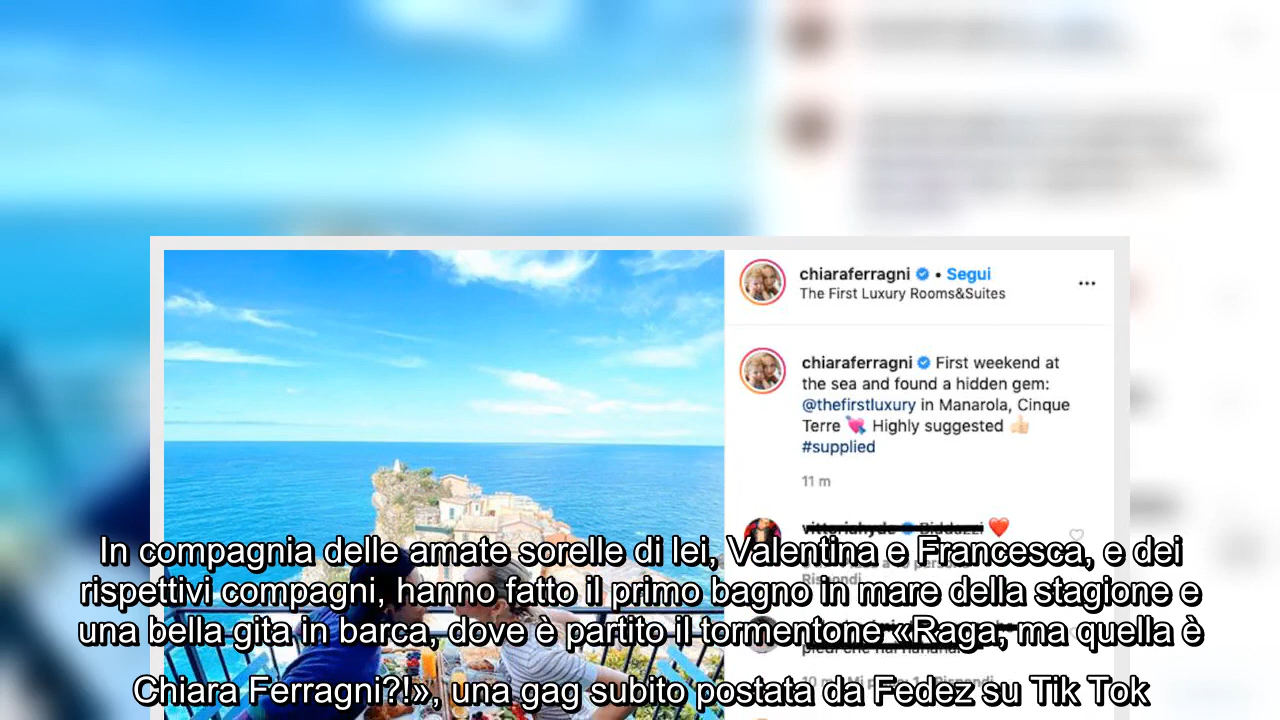 chiaraferragni • Segui
The First Luxury Rooms&Suites
chiaraferragni First weekend at
the sea and found a hidden gem:
@thefirstluxury in Manarola, Cinque
Terre 💘 Highly suggested 👍🏻
#supplied
11 m
❤️
Rispondi
In compagnia delle amate sorelle di lei, Valentina e Francesca, e dei
rispettivi compagni, hanno fatto il primo bagno in mare della stagione e
una bella gita in barca, dove è partito il tormentone «Raga, ma quella è
Chiara Ferragni?!», una gag subito postata da Fedez su Tik Tok